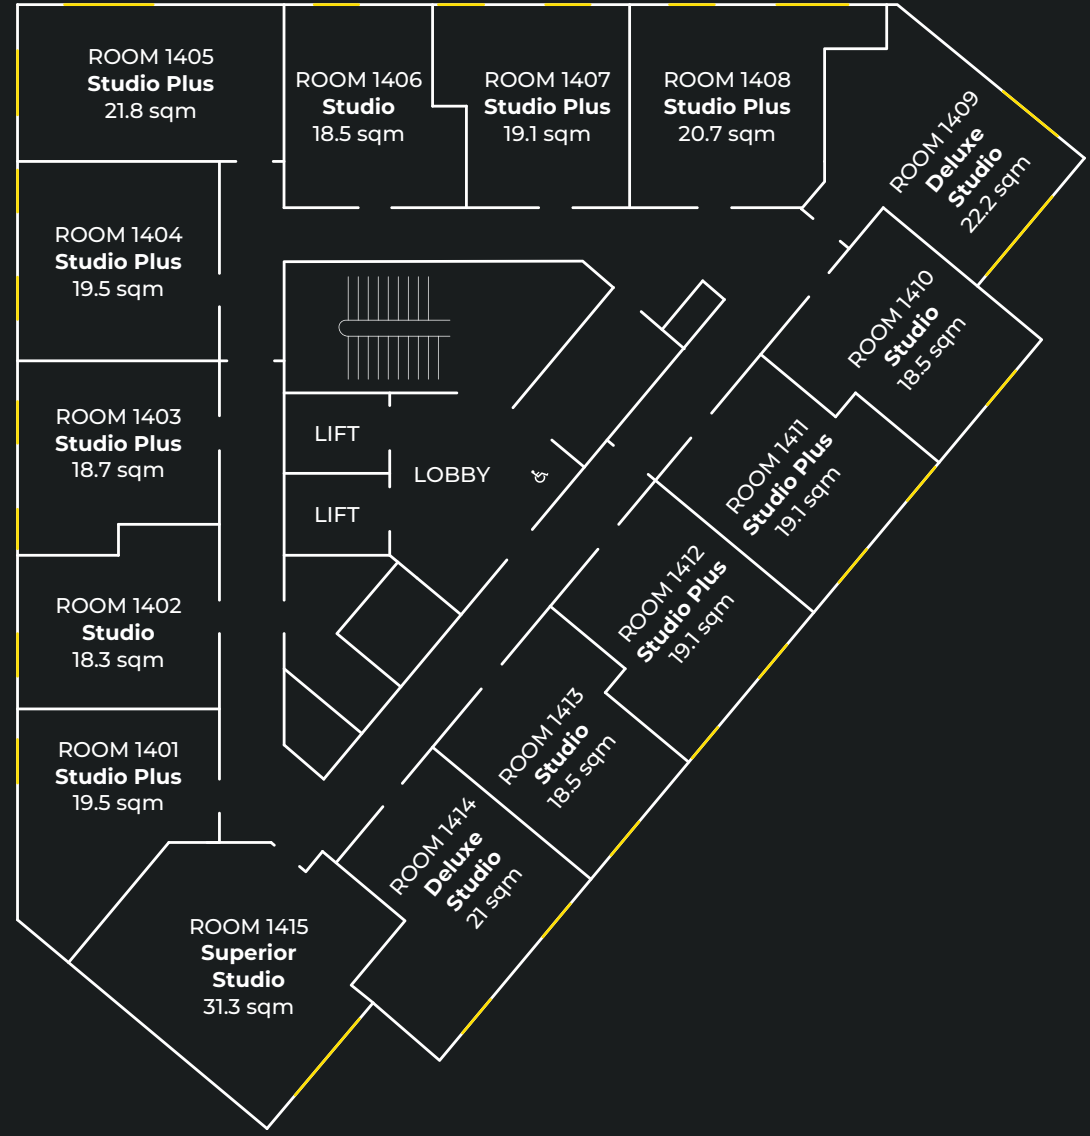 ROOM 1405
Studio Plus
21.8 sqm
ROOM 1406
Studio
18.5 sqm
ROOM 1407
Studio Plus
19.1 sqm
ROOM 1408
Studio Plus
20.7 sqm
ROOM 1409
Deluxe
Studio
22.2 sqm
ROOM 1404
Studio Plus
19.5 sqm
ROOM 1410
Studio
18.5 sqm
ROOM 1403
Studio Plus
18.7 sqm
LIFT
LOBBY
LIFT
ROOM 1411
Studio Plus
19.1 sqm
ROOM 1402
Studio
18.3 sqm
ROOM 1412
Studio Plus
19.1 sqm
ROOM 1401
Studio Plus
19.5 sqm
ROOM 1413
Studio
18.5 sqm
ROOM 1414
Deluxe
Studio
21 sqm
ROOM 1415
Superior
Studio
31.3 sqm